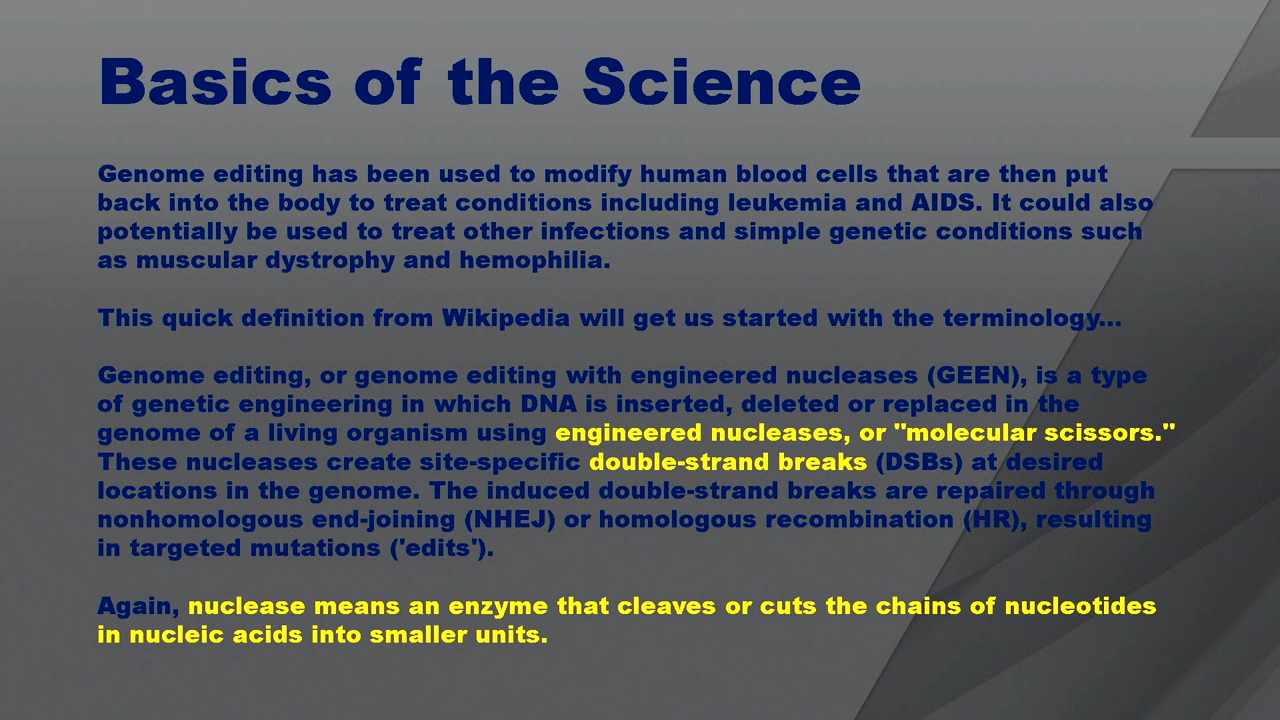 Basics of the Science
Genome editing has been used to modify human blood cells that are then put
back into the body to treat conditions including leukemia and AIDS. It could also
potentially be used to treat other infections and simple genetic conditions such
as muscular dystrophy and hemophilia.
This quick definition from Wikipedia will get us started with the terminology...
Genome editing, or genome editing with engineered nucleases (GEEN), is a type
of genetic engineering in which DNA is inserted, deleted or replaced in the
genome of a living organism using engineered nucleases, or "molecular scissors."
These nucleases create site-specific double-strand breaks (DSBs) at desired
locations in the genome. The induced double-strand breaks are repaired through
nonhomologous end-joining (NHEJ) or homologous recombination (HR), resulting
in targeted mutations ('edits').
Again, nuclease means an enzyme that cleaves or cuts the chains of nucleotides
in nucleic acids into smaller units.